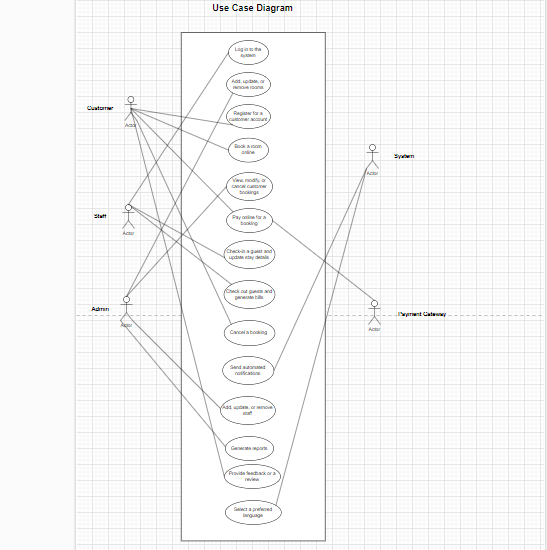 Use Case Diagram
Log in to the
system
Add, update, or
remove rooms
Customer
Actor
Register for a
customer account
Book a room
online
System
Actor
View, modify, or
cancel customer
bookings
Staff
Actor
Pay online for a
booking
Check-in a guest and
update stay details
Check out guests and
generate bills
Admin
Actor
Payment Gateway
Actor
Cancel a booking
Send automated
notifications
Add, update, or remove
staff
Generate reports
Provide feedback or a
review
Select a preferred
language